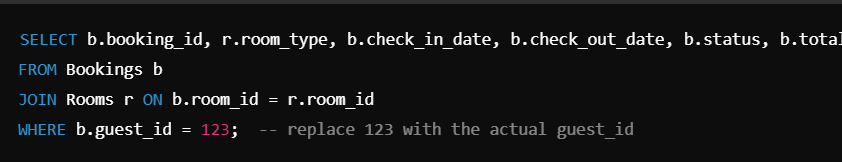 SELECT b.booking_id, r.room_type, b.check_in_date, b.check_out_date, b.status,
FROM Bookings b
JOIN Rooms r ON b.room_id = r.room_id
WHERE b.guest_id = 123;  -- replace 123 with the actual guest_id